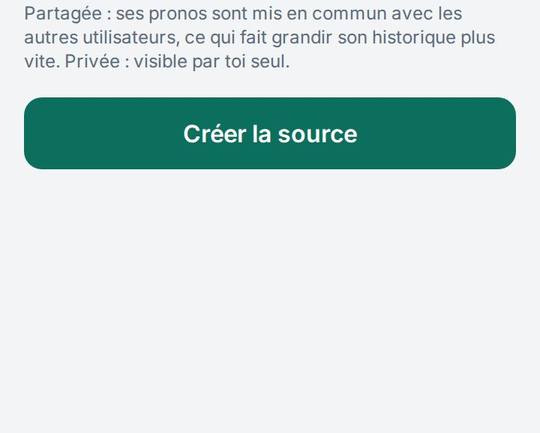 Partagée : ses pronos sont mis en commun avec les
autres utilisateurs, ce qui fait grandir son historique plus
vite. Privée : visible par toi seul.
Créer la source